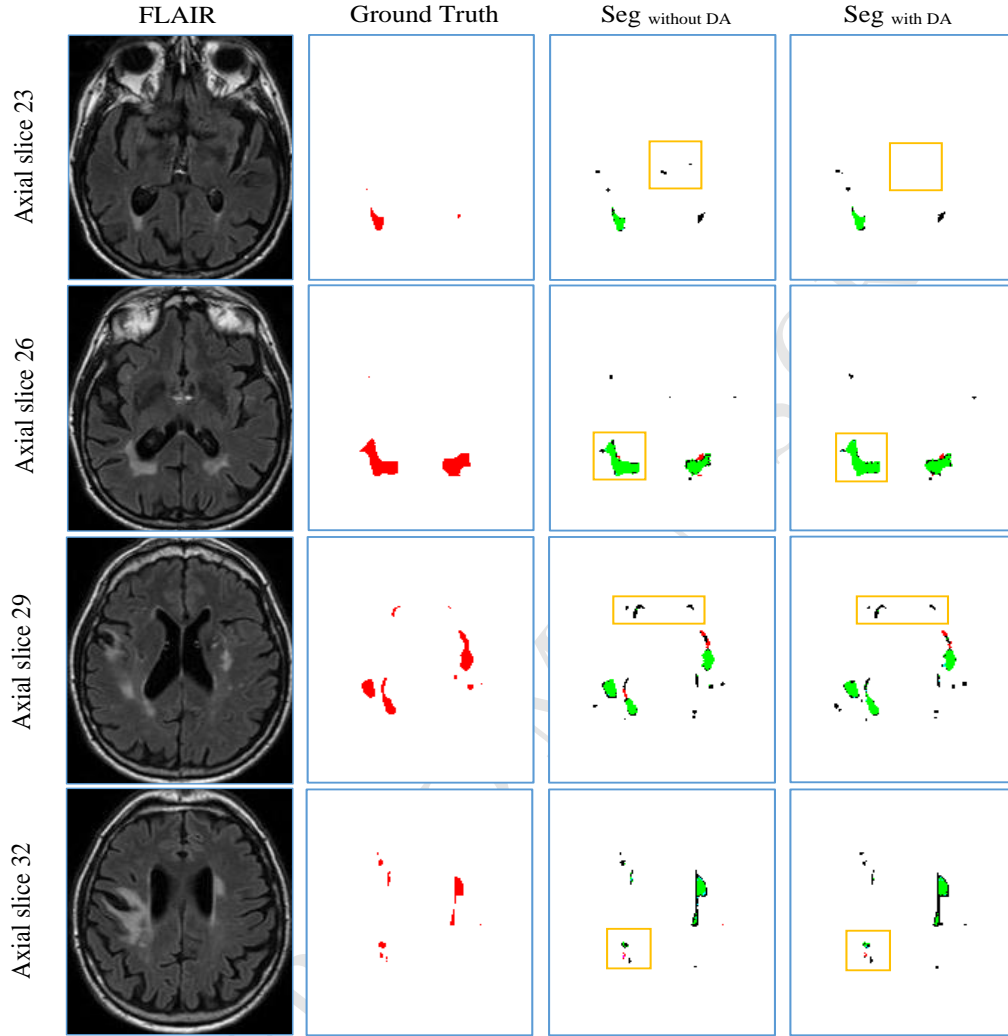 FLAIR Ground Truth Seg without DA Seg with DA
Axial slice 23
Axial slice 26
Axial slice 29
Axial slice 32